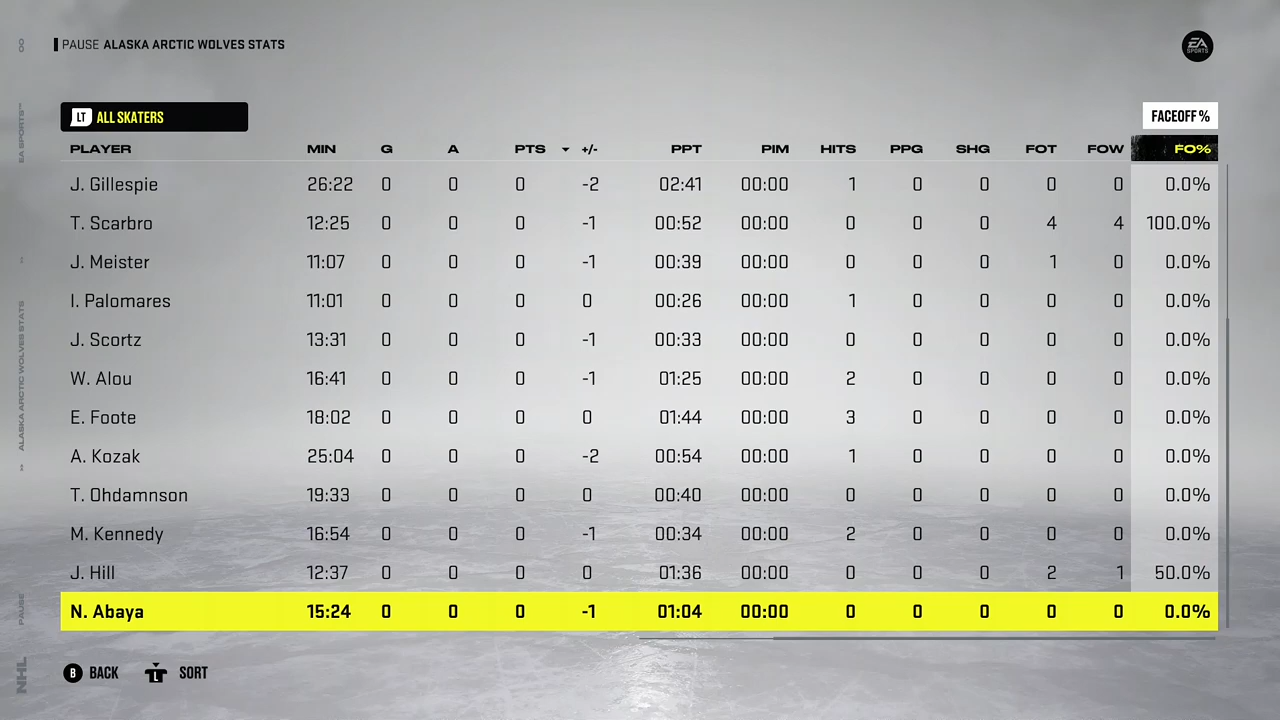 PAUSE ALASKA ARCTIC WOLVES STATS
EA SPORTS
LT ALL SKATERS
FACEOFF %
PLAYER MIN G A PTS +/- PPT PIM HITS PPG SHG FOT FOW FO%
J. Gillespie 26:22 0 0 0 -2 02:41 00:00 1 0 0 0 0 0.0%
T. Scarbro 12:25 0 0 0 -1 00:52 00:00 0 0 0 4 4 100.0%
J. Meister 11:07 0 0 0 -1 00:39 00:00 0 0 0 1 0 0.0%
I. Palomares 11:01 0 0 0 0 00:26 00:00 1 0 0 0 0 0.0%
J. Scortz 13:31 0 0 0 -1 00:33 00:00 0 0 0 0 0 0.0%
W. Alou 16:41 0 0 0 -1 01:25 00:00 2 0 0 0 0 0.0%
E. Foote 18:02 0 0 0 0 01:44 00:00 3 0 0 0 0 0.0%
A. Kozak 25:04 0 0 0 -2 00:54 00:00 1 0 0 0 0 0.0%
T. Ohdamnson 19:33 0 0 0 0 00:40 00:00 0 0 0 0 0 0.0%
M. Kennedy 16:54 0 0 0 -1 00:34 00:00 2 0 0 0 0 0.0%
J. Hill 12:37 0 0 0 0 01:36 00:00 0 0 0 2 1 50.0%
N. Abaya 15:24 0 0 0 -1 01:04 00:00 0 0 0 0 0 0.0%
B BACK L SORT
NHL PAUSE >> ALASKA ARCTIC WOLVES STATS >> EA SPORTS™ 00